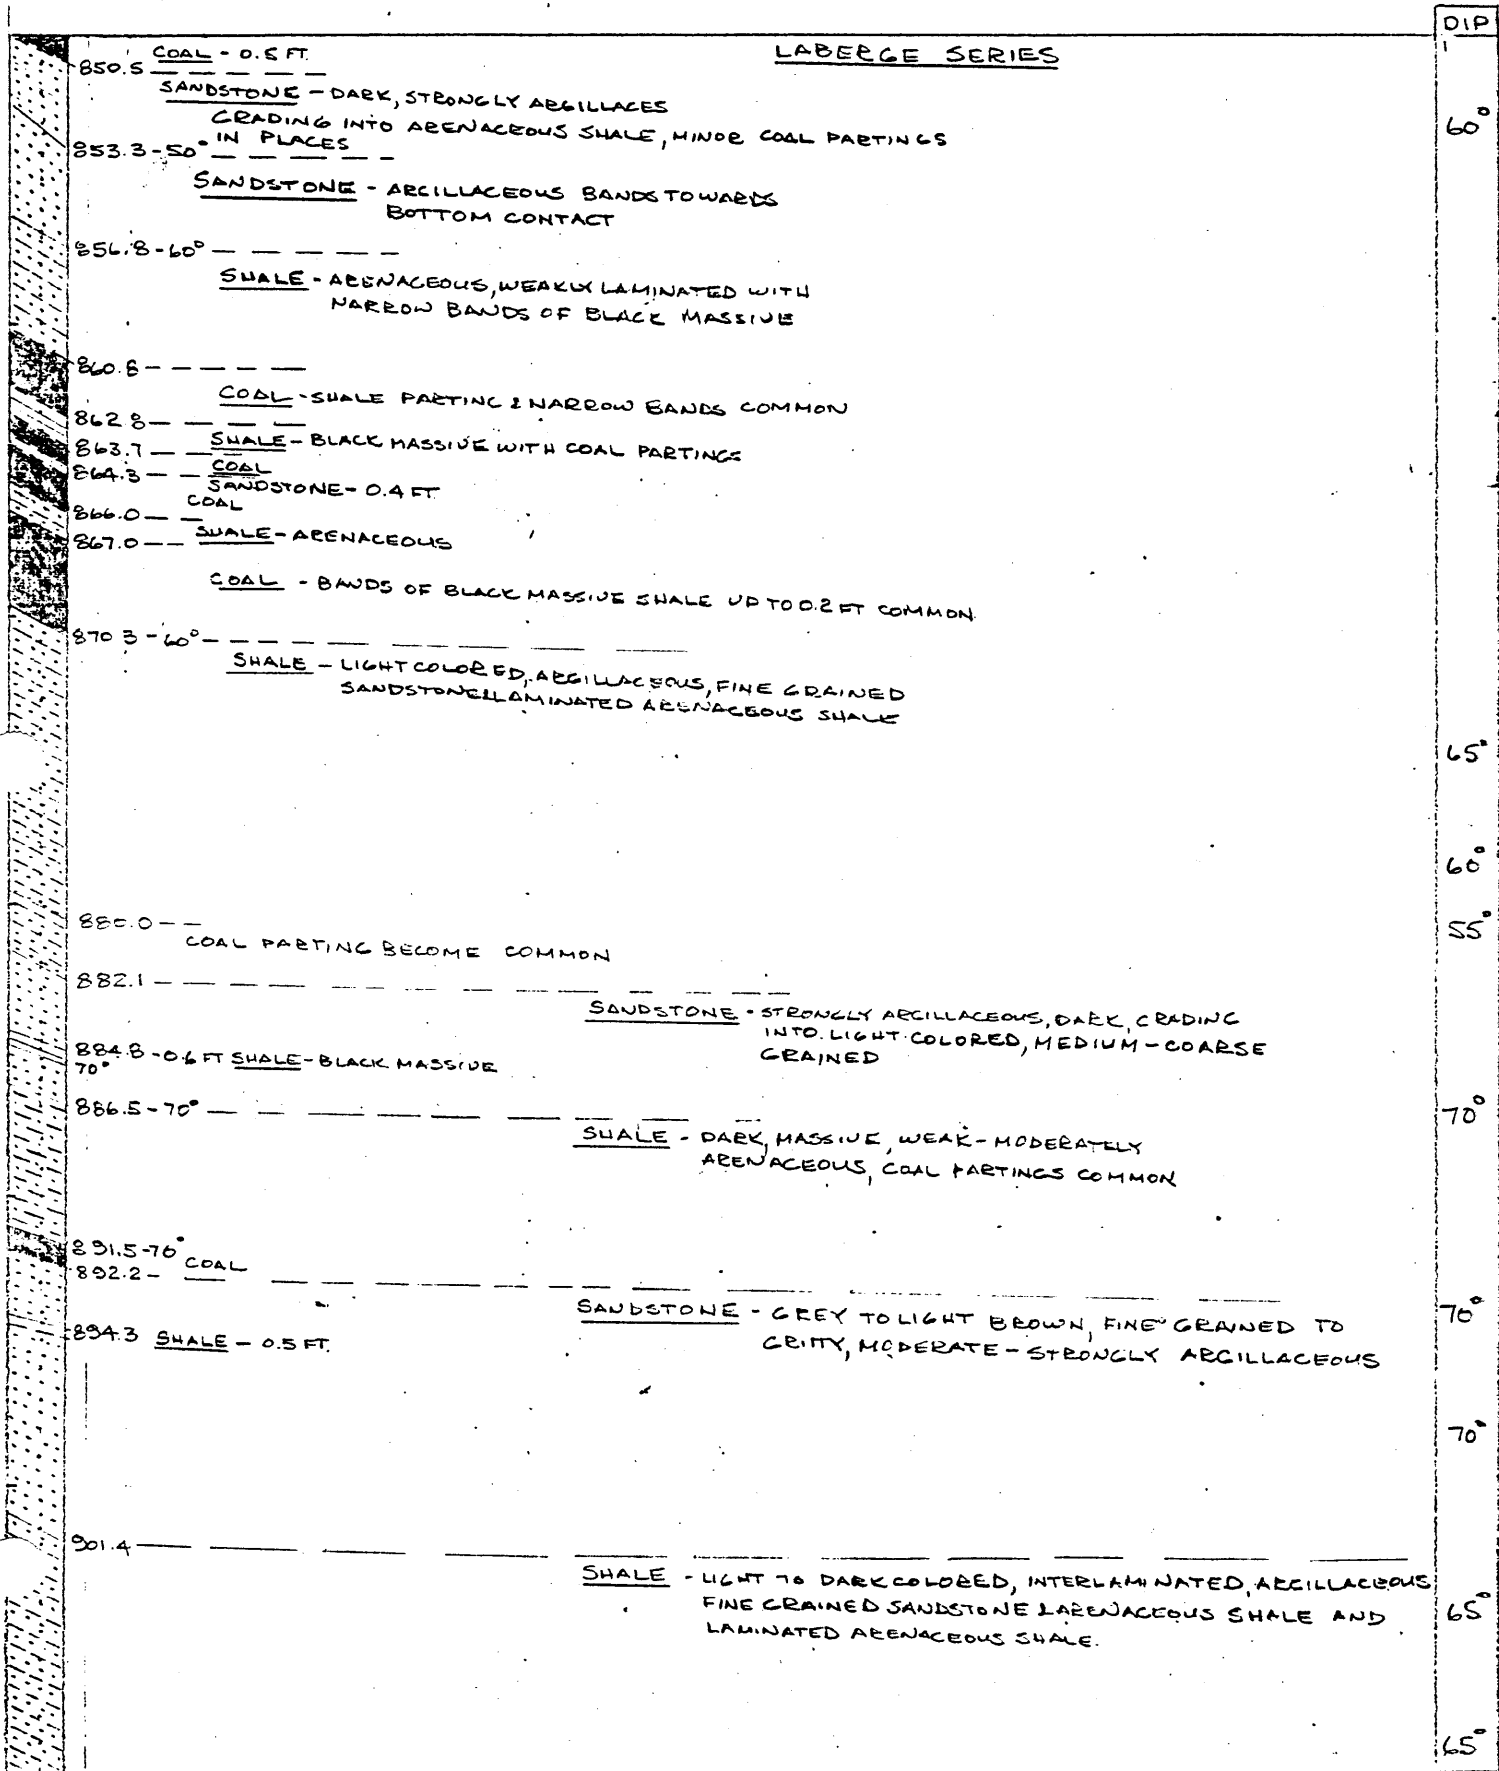 DIP
LABERGE SERIES
COAL - 0.5 FT.
850.5
SANDSTONE - DARK, STRONGLY ARGILLACES
GRADING INTO ARENACEOUS SHALE, MINOR COAL PARTINGS
IN PLACES
60°
853.3-50°
SANDSTONE - ARGILLACEOUS BANDS TOWARDS
BOTTOM CONTACT
856.8-60°
SHALE - ARENACEOUS, WEAKLY LAMINATED WITH
NARROW BANDS OF BLACK MASSIVE
860.8
COAL - SHALE PARTING & NARROW BANDS COMMON
862.8
SHALE - BLACK MASSIVE WITH COAL PARTINGS
863.7
COAL
864.3
SANDSTONE - 0.4 FT
COAL
866.0
SHALE - ARENACEOUS
867.0
COAL - BANDS OF BLACK MASSIVE SHALE UP TO 0.2 FT COMMON
870.3-60°
SHALE - LIGHT COLORED, ARGILLACEOUS, FINE GRAINED
SANDSTONE & LAMINATED ARENACEOUS SHALE
65°
60°
880.0
55°
COAL PARTING BECOME COMMON
882.1
SANDSTONE - STRONGLY ARGILLACEOUS, DARK, GRADING
INTO LIGHT COLORED, MEDIUM - COARSE
GRAINED
884.8 - 0.6 FT SHALE - BLACK MASSIVE
70°
886.5-70°
70°
SHALE - DARK, MASSIVE, WEAK - MODERATELY
ARENACEOUS, COAL PARTINGS COMMON
891.5-70°
COAL
892.2
SANDSTONE - GREY TO LIGHT BROWN, FINE GRAINED TO
GRITTY, MODERATE - STRONGLY ARGILLACEOUS
70°
894.3 SHALE - 0.5 FT.
70°
901.4
SHALE - LIGHT TO DARK COLORED, INTERLAMINATED, ARGILLACEOUS
FINE GRAINED SANDSTONE & ARENACEOUS SHALE AND
LAMINATED ARENACEOUS SHALE.
65°
65°